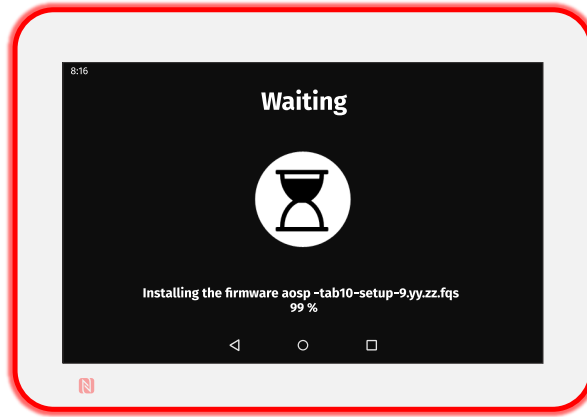 8:16
Waiting
Installing the firmware aosp -tab10-setup-9.yy.zz.fqs
99 %